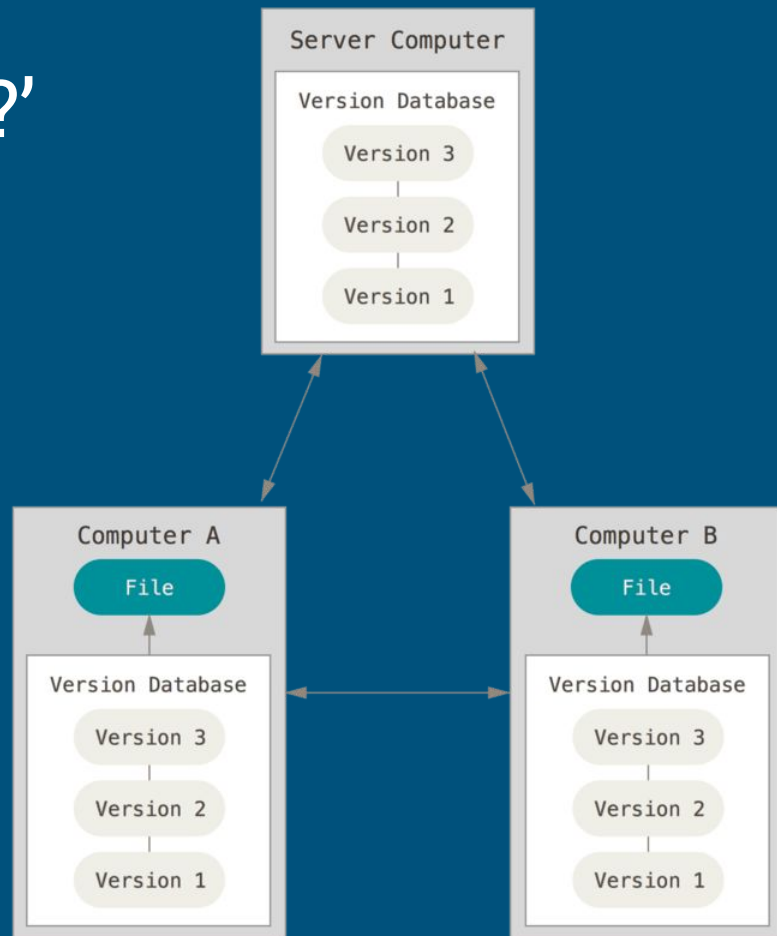 ?’
Server Computer
Version Database
Version 3
Version 2
Version 1
Computer A
File
Version Database
Version 3
Version 2
Version 1
Computer B
File
Version Database
Version 3
Version 2
Version 1